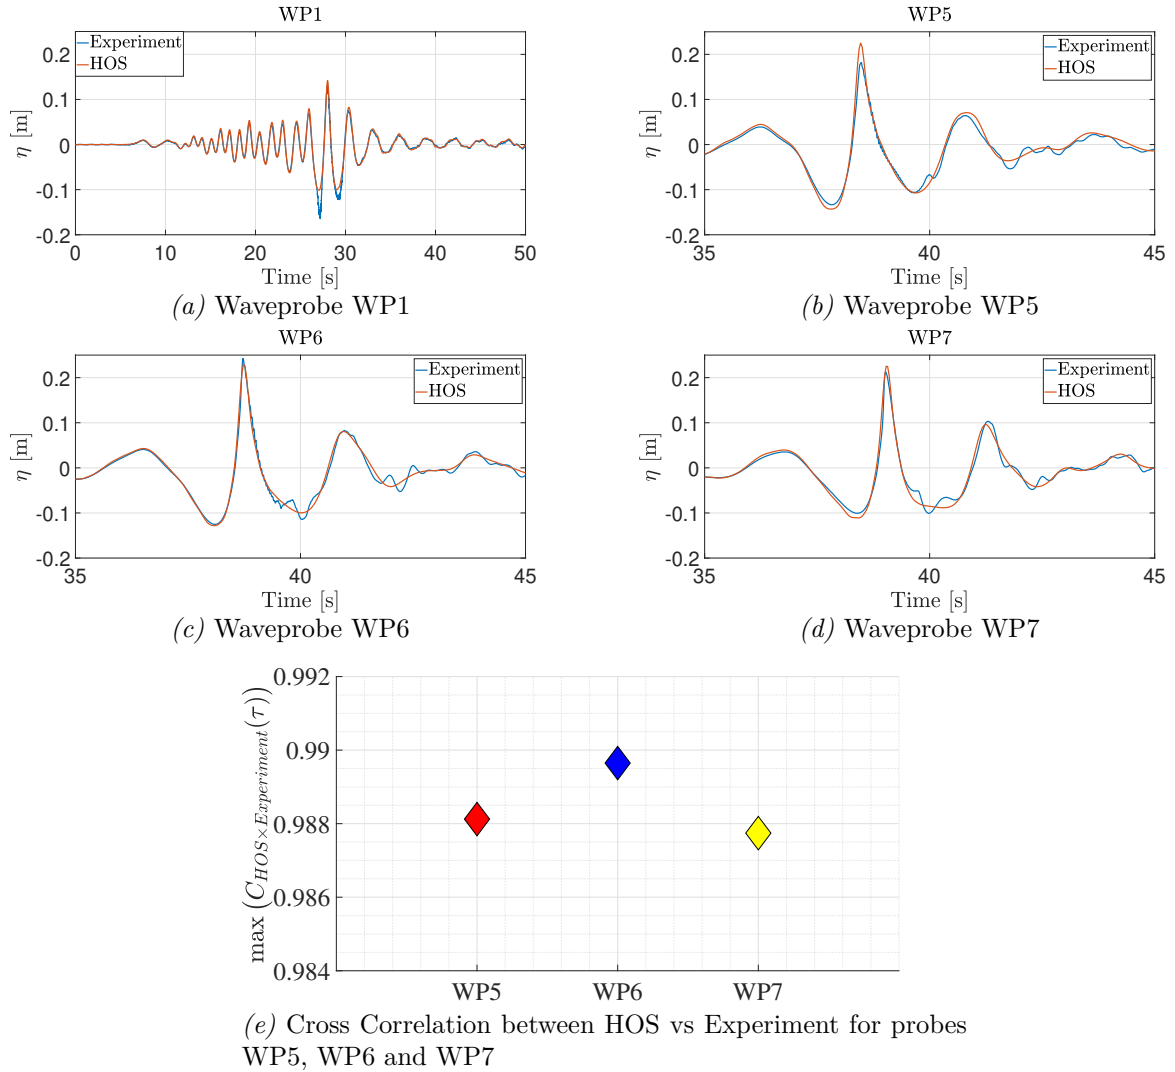 WP1
Experiment
HOS
η [m]
0.2
0.1
0
-0.1
-0.2
0 10 20 30 40 50
Time [s]
(a) Waveprobe WP1
WP5
Experiment
HOS
η [m]
0.2
0.1
0
-0.1
-0.2
35 40 45
Time [s]
(b) Waveprobe WP5
WP6
Experiment
HOS
η [m]
0.2
0.1
0
-0.1
-0.2
35 40 45
Time [s]
(c) Waveprobe WP6
WP7
Experiment
HOS
η [m]
0.2
0.1
0
-0.1
-0.2
35 40 45
Time [s]
(d) Waveprobe WP7
max (C_{HOS×Experiment}(τ))
0.992
0.99
0.988
0.986
0.984
WP5 WP6 WP7
(e) Cross Correlation between HOS vs Experiment for probes
WP5, WP6 and WP7